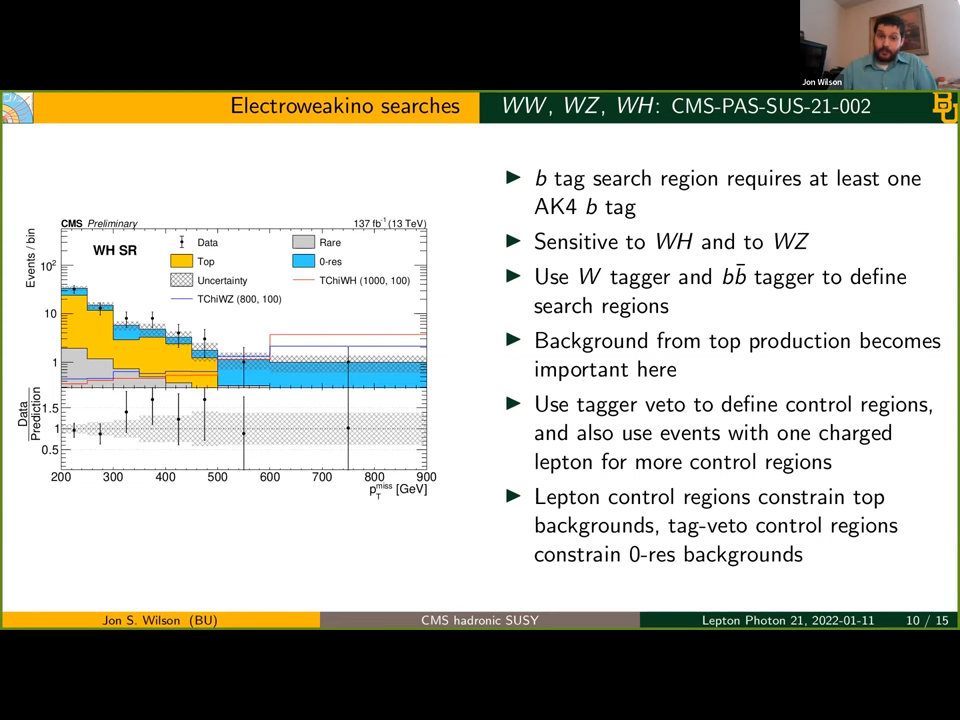 Jon Wilson
Electroweakino searches
WW, WZ, WH: CMS-PAS-SUS-21-002
BU
CMS Preliminary
137 fb⁻¹ (13 TeV)
Events / bin
WH SR
Data
Rare
Top
0-res
Uncertainty
TChiWH (1000, 100)
TChiWZ (800, 100)
10²
10
1
Data
Prediction
1.5
1
0.5
200 300 400 500 600 700 800 900
p_T^miss [GeV]
▶ b tag search region requires at least one
AK4 b tag
▶ Sensitive to WH and to WZ
▶ Use W tagger and bb̄ tagger to define
search regions
▶ Background from top production becomes
important here
▶ Use tagger veto to define control regions,
and also use events with one charged
lepton for more control regions
▶ Lepton control regions constrain top
backgrounds, tag-veto control regions
constrain 0-res backgrounds
Jon S. Wilson (BU)
CMS hadronic SUSY
Lepton Photon 21, 2022-01-11
10 / 15